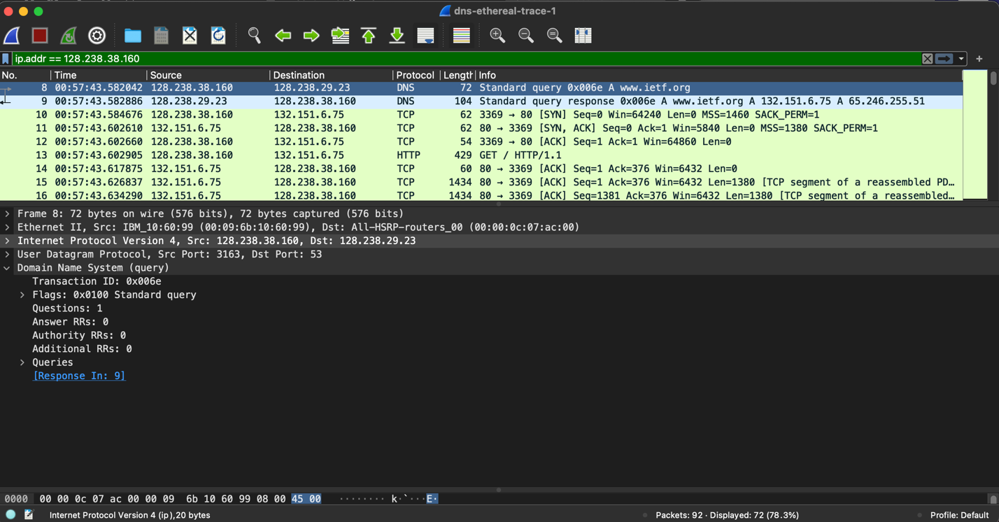 dns-ethereal-trace-1
ip.addr == 128.238.38.160
No. Time Source Destination Protocol Lengtł Info
8 00:57:43.582042 128.238.38.160 128.238.29.23 DNS 72 Standard query 0x006e A www.ietf.org
9 00:57:43.582886 128.238.29.23 128.238.38.160 DNS 104 Standard query response 0x006e A www.ietf.org A 132.151.6.75 A 65.246.255.51
10 00:57:43.584676 128.238.38.160 132.151.6.75 TCP 62 3369 → 80 [SYN] Seq=0 Win=64240 Len=0 MSS=1460 SACK_PERM=1
11 00:57:43.602610 132.151.6.75 128.238.38.160 TCP 62 80 → 3369 [SYN, ACK] Seq=0 Ack=1 Win=5840 Len=0 MSS=1380 SACK_PERM=1
12 00:57:43.602660 128.238.38.160 132.151.6.75 TCP 54 3369 → 80 [ACK] Seq=1 Ack=1 Win=64860 Len=0
13 00:57:43.602905 128.238.38.160 132.151.6.75 HTTP 429 GET / HTTP/1.1
14 00:57:43.617875 132.151.6.75 128.238.38.160 TCP 60 80 → 3369 [ACK] Seq=1 Ack=376 Win=6432 Len=0
15 00:57:43.626837 132.151.6.75 128.238.38.160 TCP 1434 80 → 3369 [ACK] Seq=1 Ack=376 Win=6432 Len=1380 [TCP segment of a reassembled PD…
16 00:57:43.634290 132.151.6.75 128.238.38.160 TCP 1434 80 → 3369 [ACK] Seq=1381 Ack=376 Win=6432 Len=1380 [TCP segment of a reassembled…
Frame 8: 72 bytes on wire (576 bits), 72 bytes captured (576 bits)
Ethernet II, Src: IBM_10:60:99 (00:09:6b:10:60:99), Dst: All-HSRP-routers_00 (00:00:0c:07:ac:00)
Internet Protocol Version 4, Src: 128.238.38.160, Dst: 128.238.29.23
User Datagram Protocol, Src Port: 3163, Dst Port: 53
Domain Name System (query)
Transaction ID: 0x006e
Flags: 0x0100 Standard query
Questions: 1
Answer RRs: 0
Authority RRs: 0
Additional RRs: 0
Queries
[Response In: 9]
0000 00 00 0c 07 ac 00 00 09 6b 10 60 99 08 00 45 00 ········ k·`···E·
Internet Protocol Version 4 (ip), 20 bytes Packets: 92 · Displayed: 72 (78.3%) Profile: Default